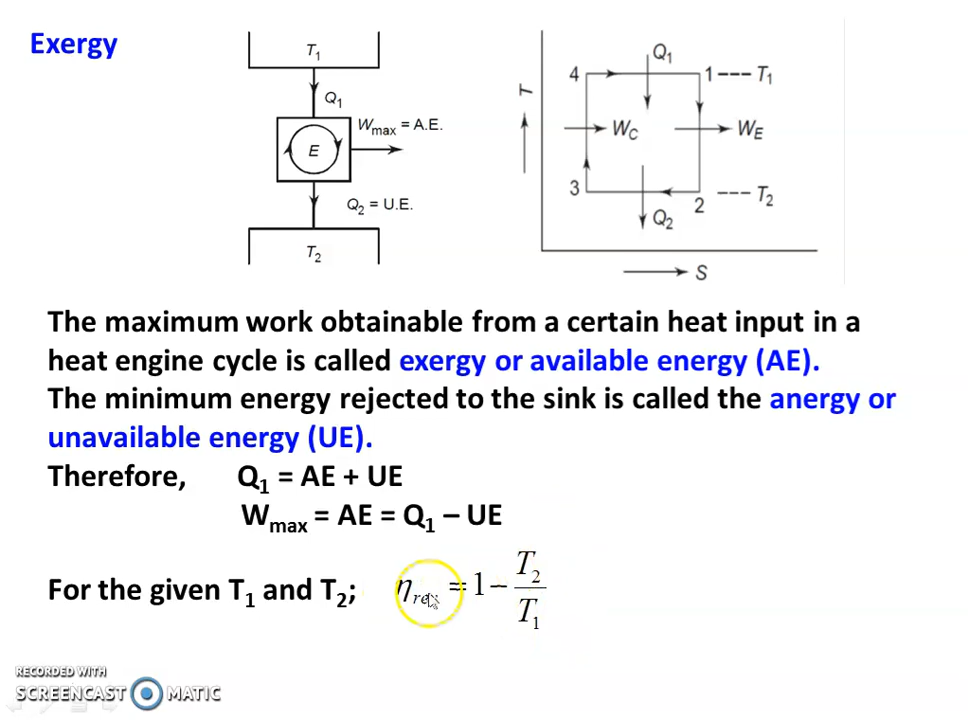 Exergy
T1
Q1
Wmax = A.E.
E
Q2 = U.E.
T2
T
4
Q1
1 --- T1
WC
WE
3
2
--- T2
Q2
S
The maximum work obtainable from a certain heat input in a
heat engine cycle is called exergy or available energy (AE).
The minimum energy rejected to the sink is called the anergy or
unavailable energy (UE).
Therefore, Q1 = AE + UE
Wmax = AE = Q1 – UE
For the given T1 and T2; ηrev = 1 − T2/T1
RECORDED WITH
SCREENCAST MATIC